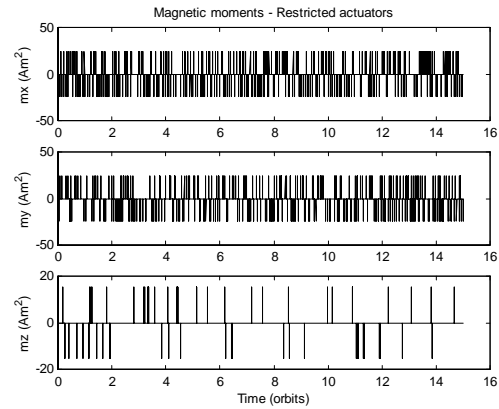 Magnetic moments - Restricted actuators
50
0
-50
mx (Am²)
0 2 4 6 8 10 12 14 16
50
0
-50
my (Am²)
0 2 4 6 8 10 12 14 16
20
0
-20
mz (Am²)
0 2 4 6 8 10 12 14 16
Time (orbits)